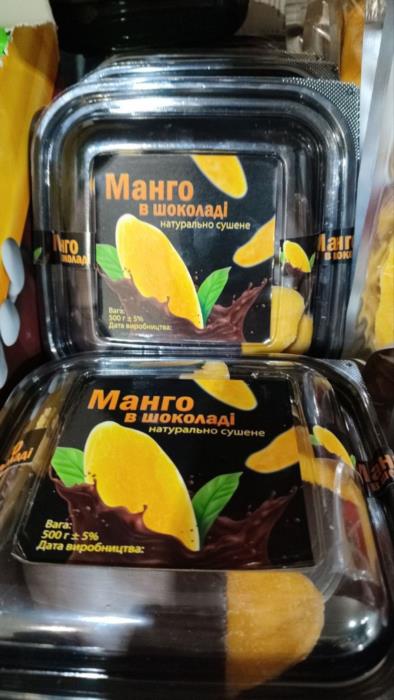 Манго
в шоколаді
натурально сушене
Вага:
500 г ± 5%
Дата виробництва:
Манго
в шоколаді
натурально сушене
Вага:
500 г ± 5%
Дата виробництва: